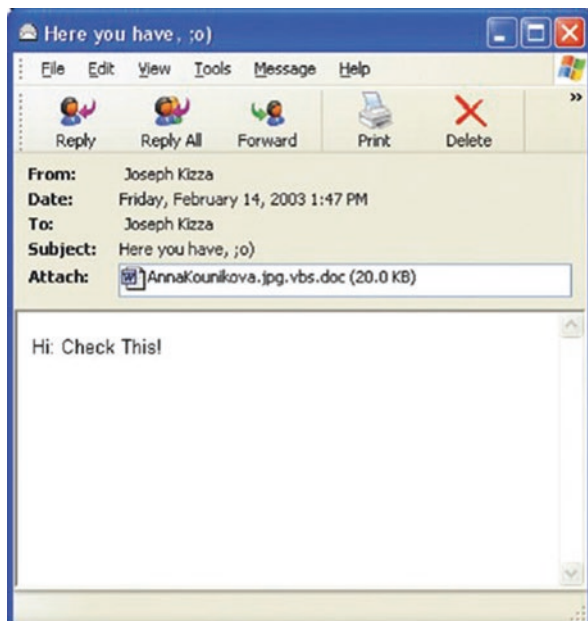 Here you have, ;o)
File Edit View Tools Message Help
Reply Reply All Forward Print Delete
From: Joseph Kizza
Date: Friday, February 14, 2003 1:47 PM
To: Joseph Kizza
Subject: Here you have, ;o)
Attach: AnnaKounikova.jpg.vbs.doc (20.0 KB)
Hi: Check This!